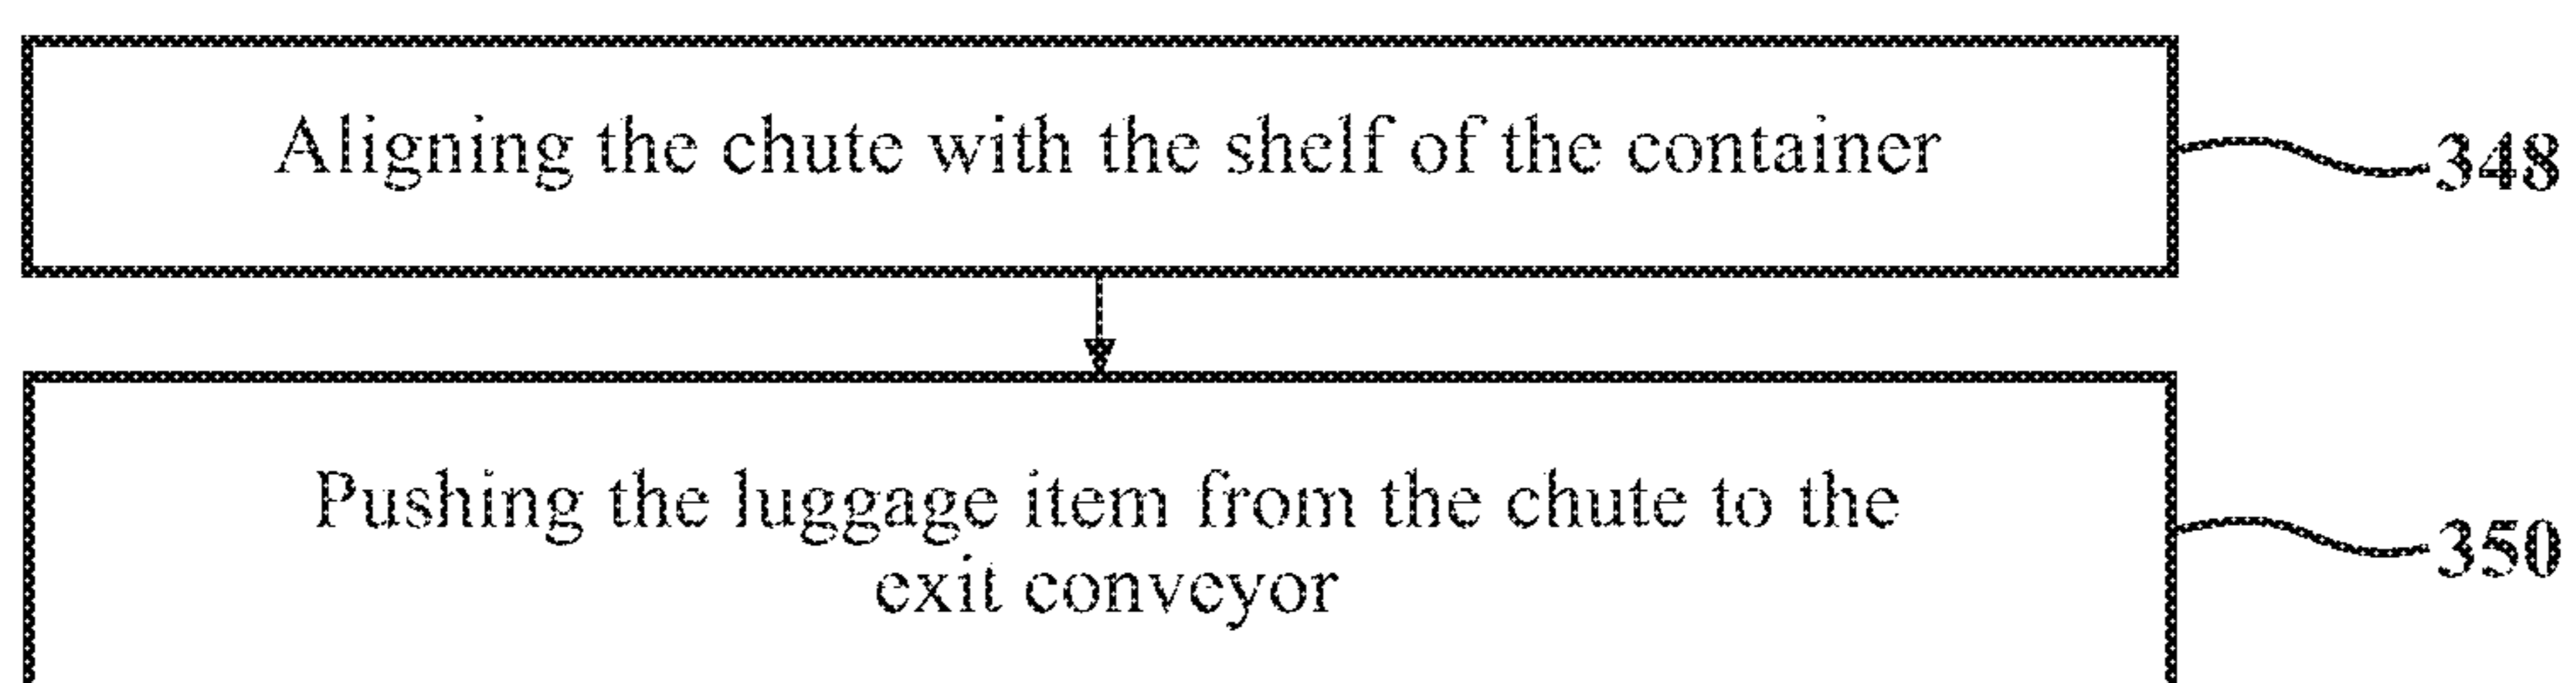 Aligning the chute with the shelf of the container
348
Pushing the luggage item from the chute to the
exit conveyor
350